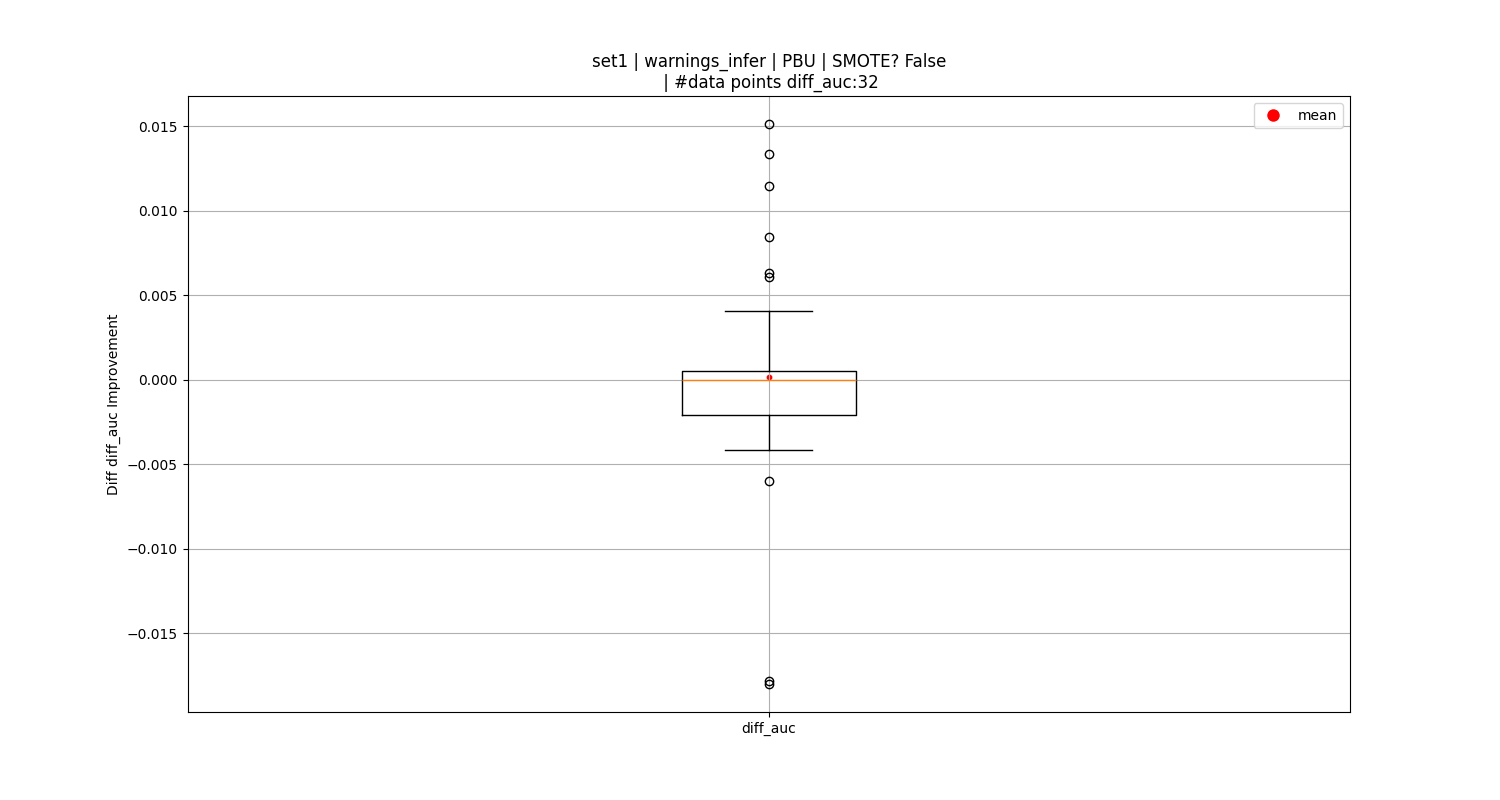 set1 | warnings_infer | PBU | SMOTE? False
| #data points diff_auc:32
mean
0.015
0.010
0.005
0.000
−0.005
−0.010
−0.015
Diff diff_auc Improvement
diff_auc